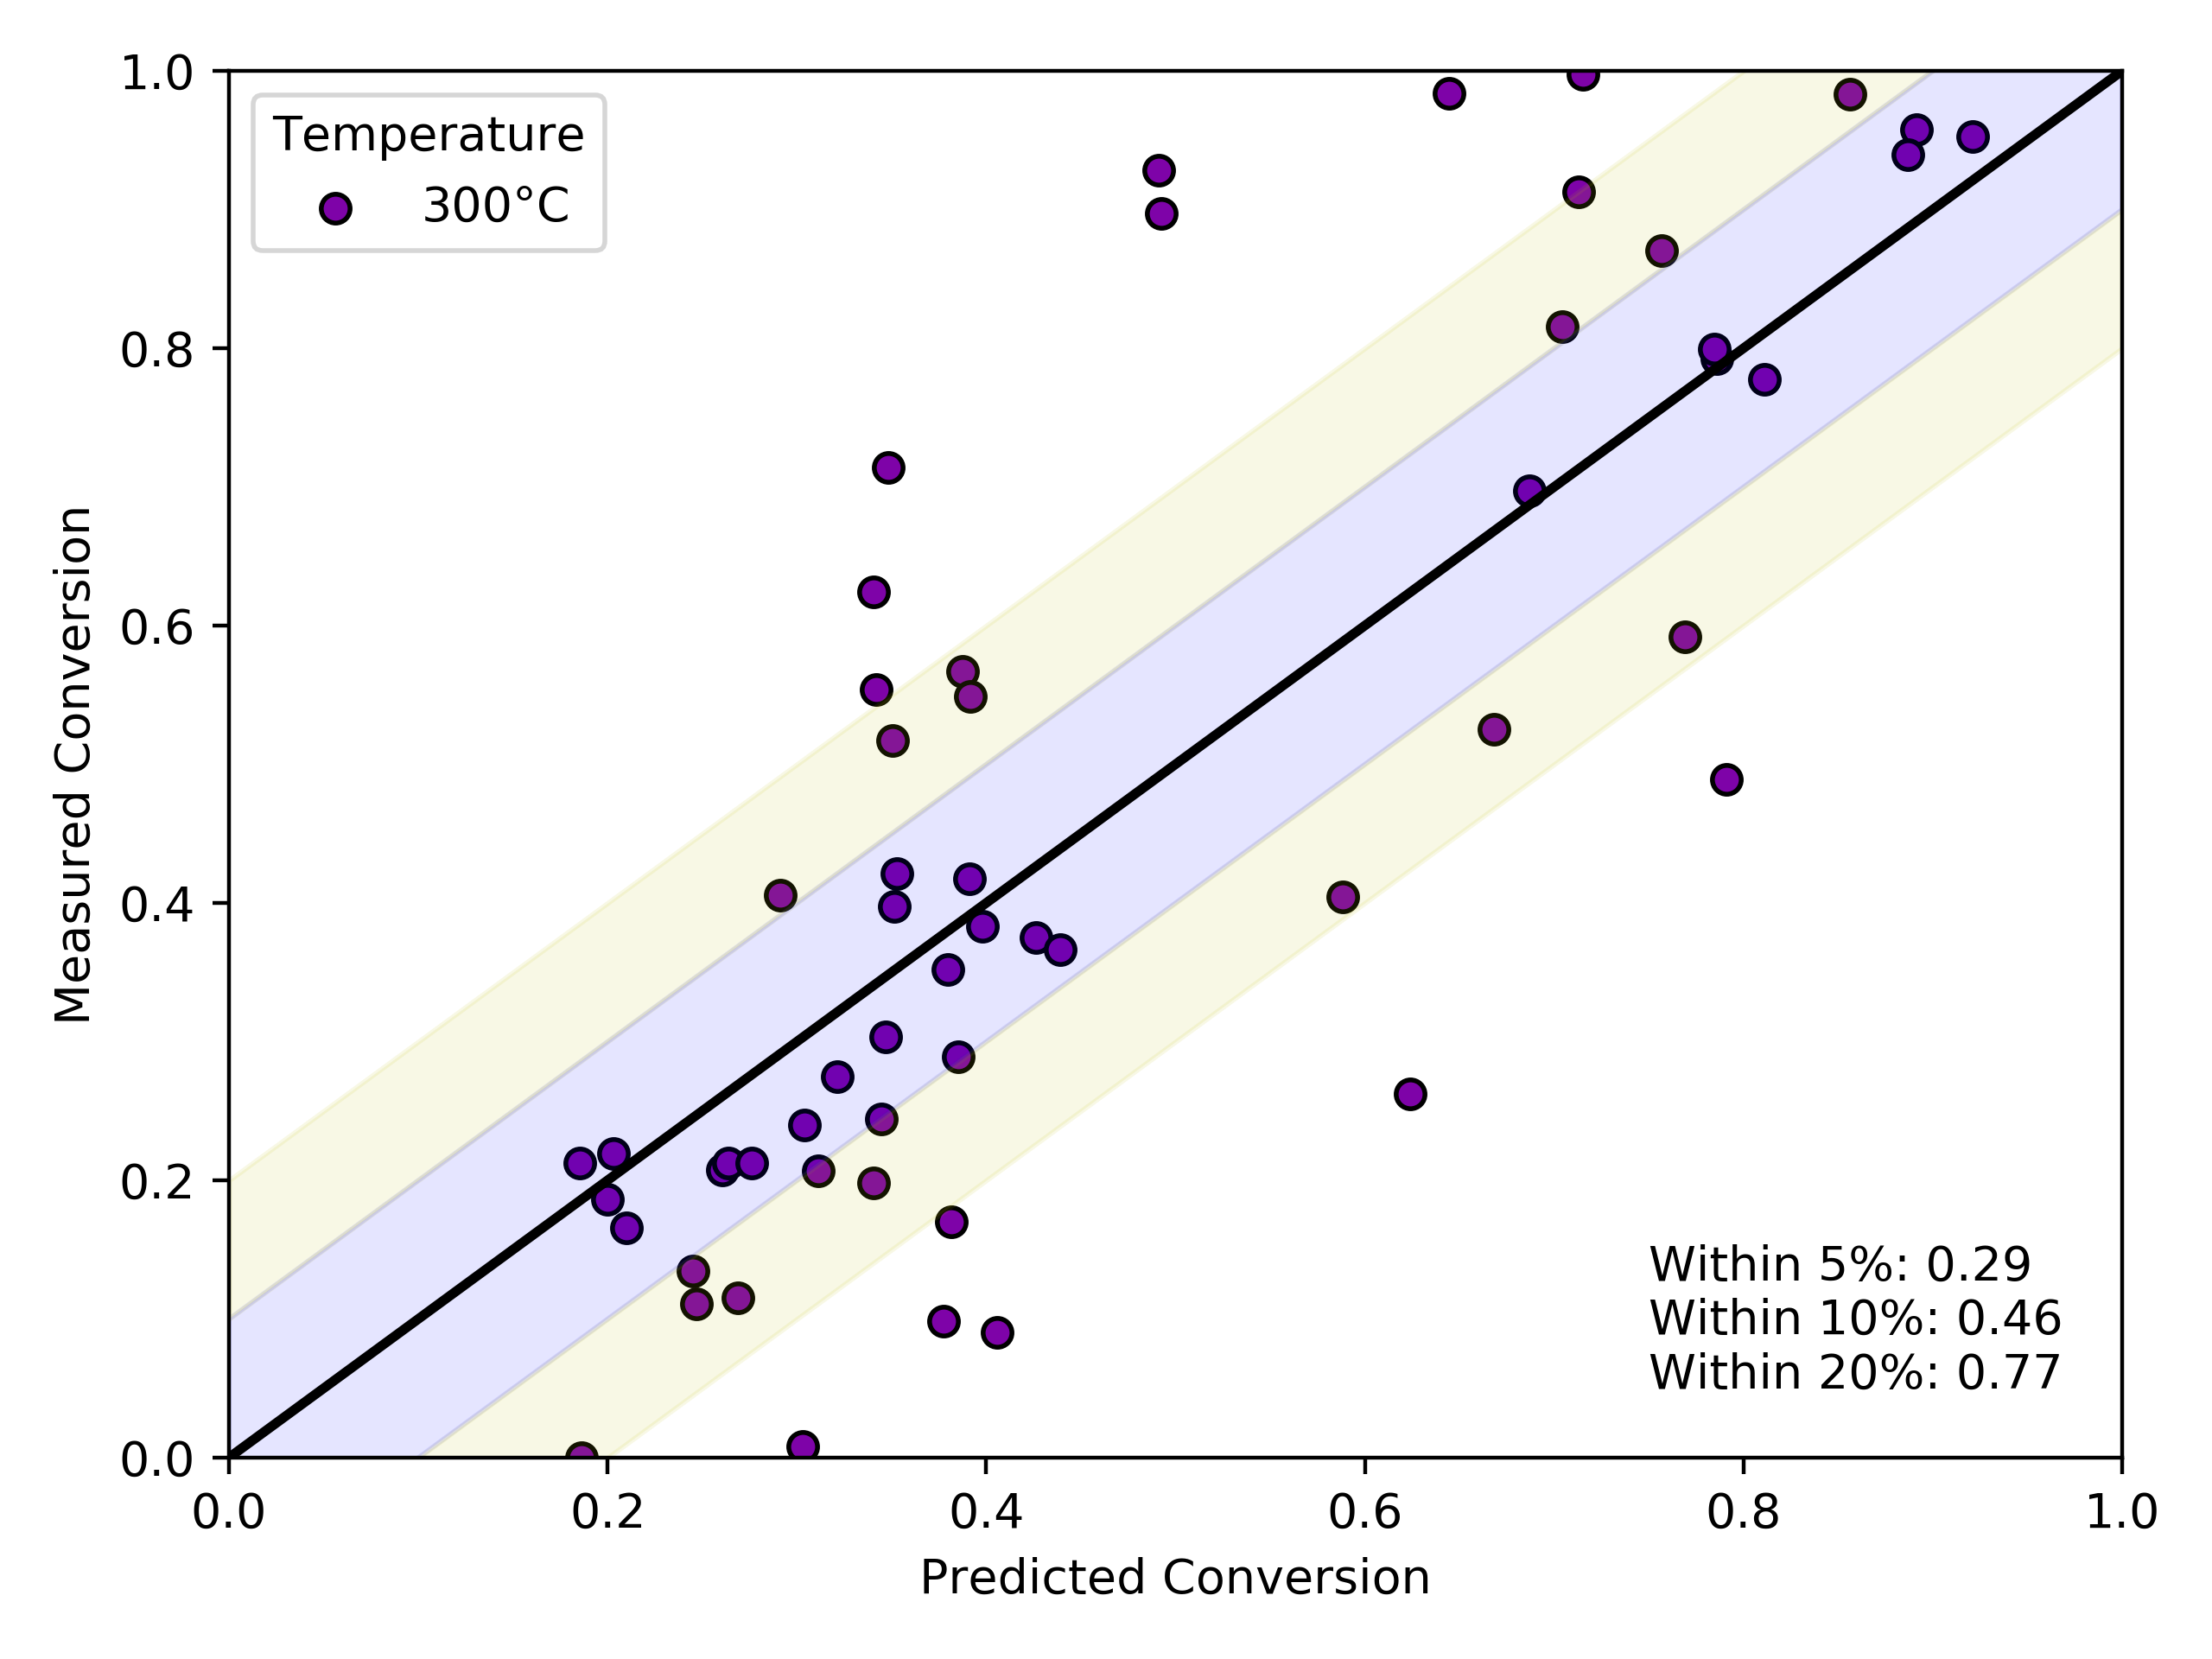 1.0
0.8
0.6
0.4
0.2
0.0
Measured Conversion
Temperature
300°C
Within 5%: 0.29
Within 10%: 0.46
Within 20%: 0.77
0.0 0.2 0.4 0.6 0.8 1.0
Predicted Conversion